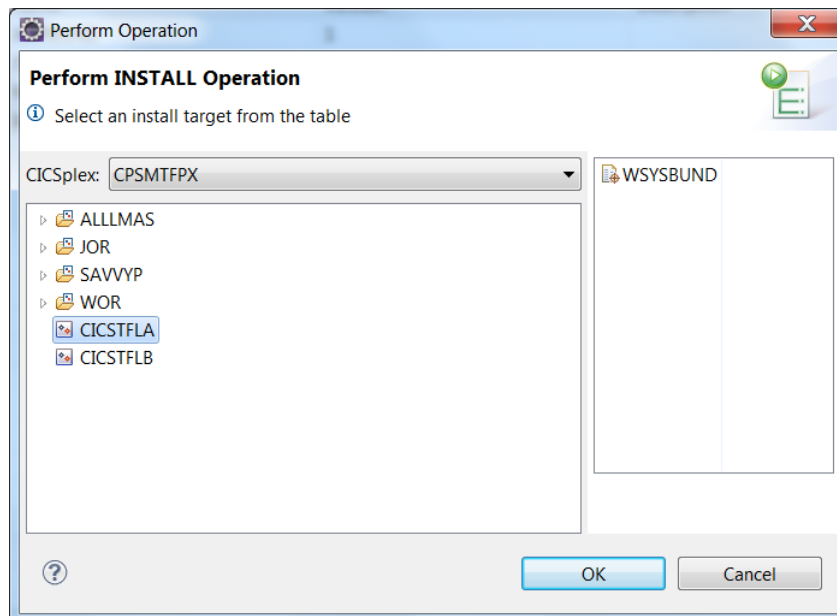 Perform Operation
Perform INSTALL Operation
Select an install target from the table
CICSplex: CPSMTFPX
ALLLMAS
JOR
SAVVYP
WOR
CICSTFLA
CICSTFLB
WSYSBUND
OK
Cancel